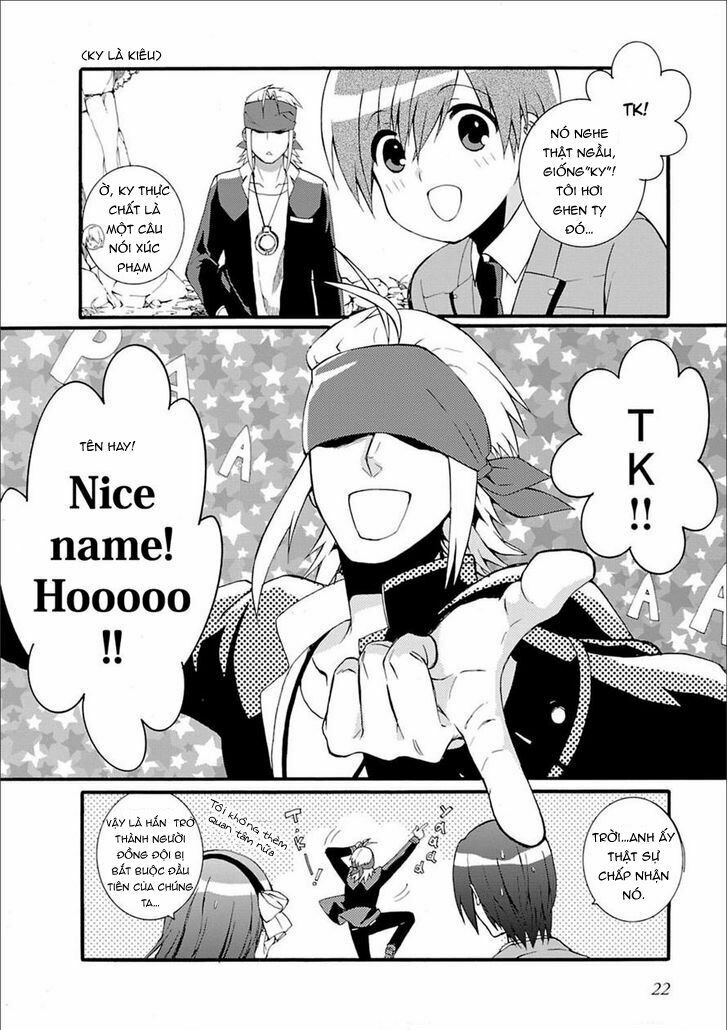 (KY LÀ KIÊU)
TK!
NÓ NGHE
THẬT NGẦU,
GIỐNG"KY"!
TÔI HƠI
GHEN TỴ
ĐÓ...
Ờ, KY THỰC
CHẤT LÀ
MỘT CÂU
NÓI XÚC
PHẠM
TK!!
PAAA
AA
TÊN HAY!
Nice
name!
Hooooo
!!
TRỜI...ANH ẤY
THẬT SỰ
CHẤP NHẬN
NÓ.
Yaaaa
T.K---!
Tôi không thèm
quan tâm nữa
VẬY LÀ HẮN TRỞ
THÀNH NGƯỜI
ĐỒNG ĐỘI BỊ
BẮT BUỘC ĐẦU
TIÊN CỦA CHÚNG
TA...
22